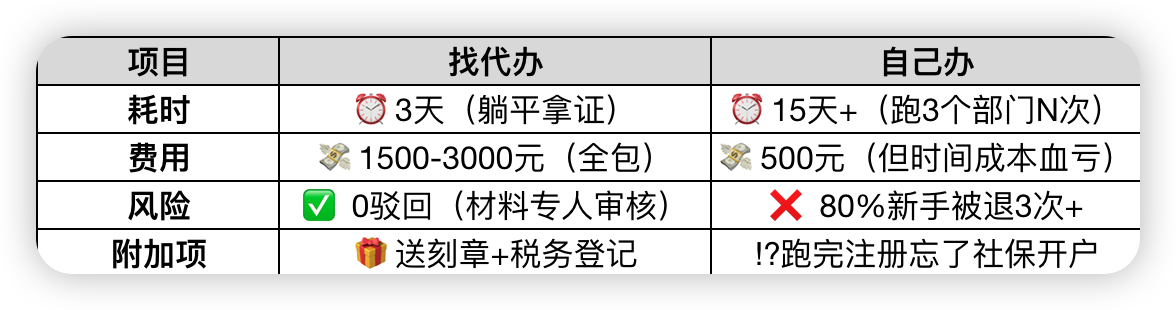 项目 找代办 自己办
耗时 ⏰ 3天（躺平拿证） ⏰ 15天+（跑3个部门N次）
费用 💸 1500-3000元（全包） 💸 500元（但时间成本血亏）
风险 ✅ 0驳回（材料专人审核） ❌ 80%新手被退3次+
附加项 🎁 送刻章+税务登记 !?跑完注册忘了社保开户